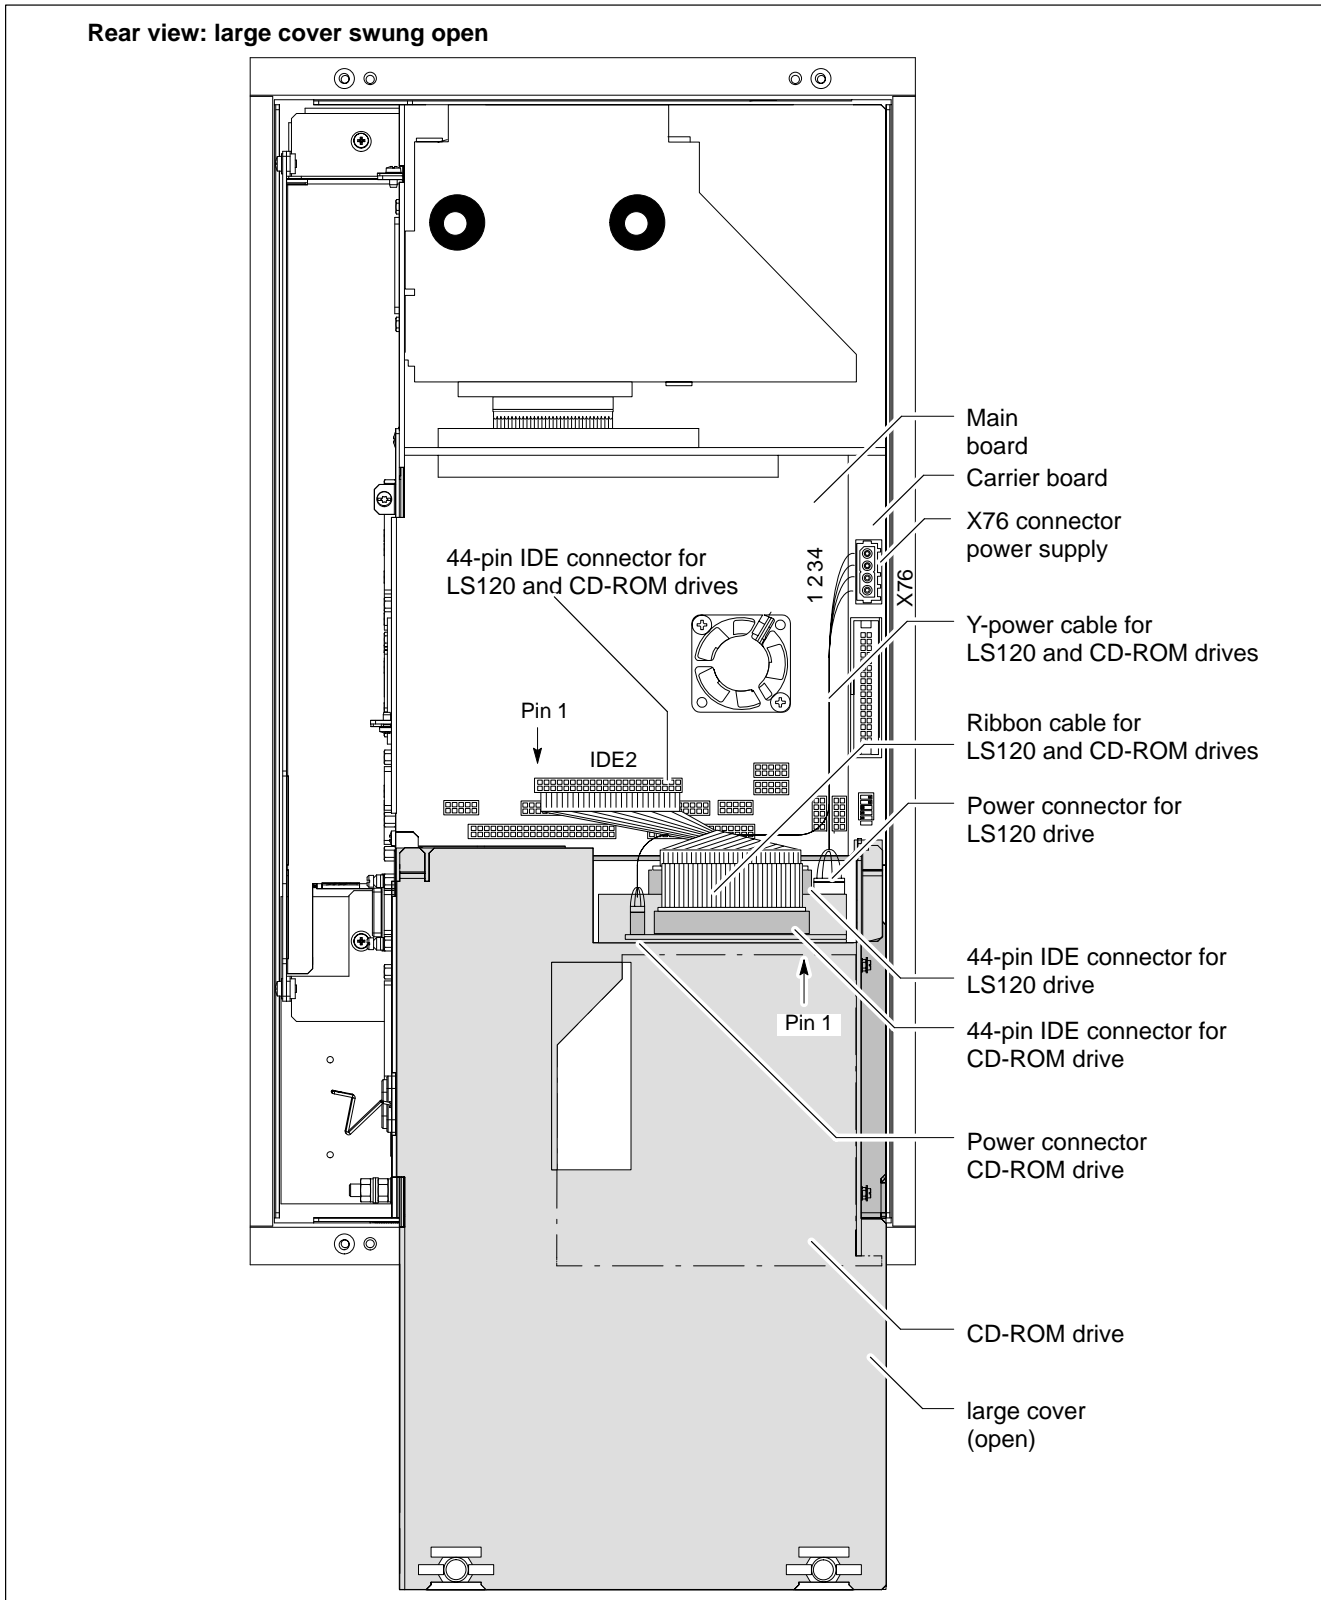 Rear view: large cover swung open
Main
board
Carrier board
X76 connector
power supply
44-pin IDE connector for
LS120 and CD-ROM drives
1 2 3 4
X76
Y-power cable for
LS120 and CD-ROM drives
Pin 1
IDE2
Ribbon cable for
LS120 and CD-ROM drives
Power connector for
LS120 drive
44-pin IDE connector for
LS120 drive
Pin 1
44-pin IDE connector for
CD-ROM drive
Power connector
CD-ROM drive
CD-ROM drive
large cover
(open)